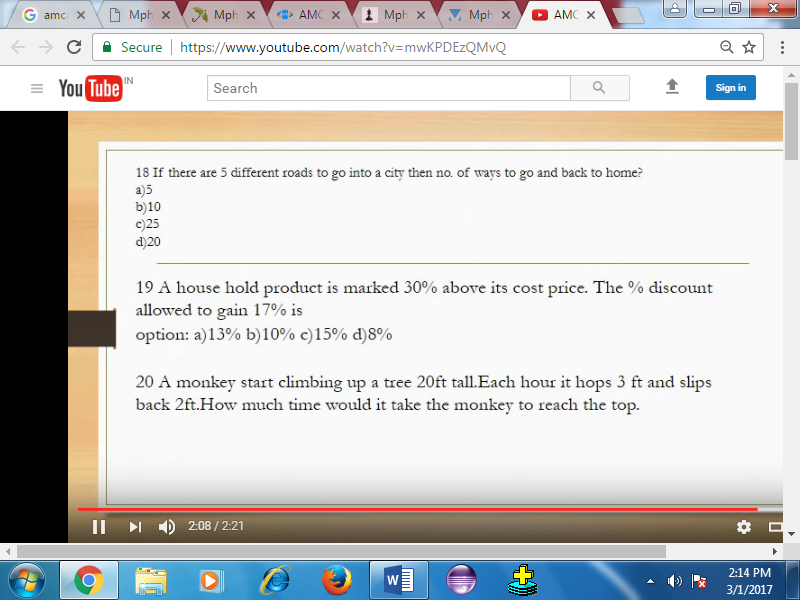 amc
Mph
Mph
AMC
Mph
Mph
AMC
Secure
https://www.youtube.com/watch?v=mwKPDEzQMvQ
YouTube IN
Search
Sign in
18 If there are 5 different roads to go into a city then no. of ways to go and back to home?
a)5
b)10
c)25
d)20
19 A house hold product is marked 30% above its cost price. The % discount
allowed to gain 17% is
option: a)13% b)10% c)15% d)8%
20 A monkey start climbing up a tree 20ft tall.Each hour it hops 3 ft and slips
back 2ft.How much time would it take the monkey to reach the top.
2:08 / 2:21
2:14 PM
3/1/2017